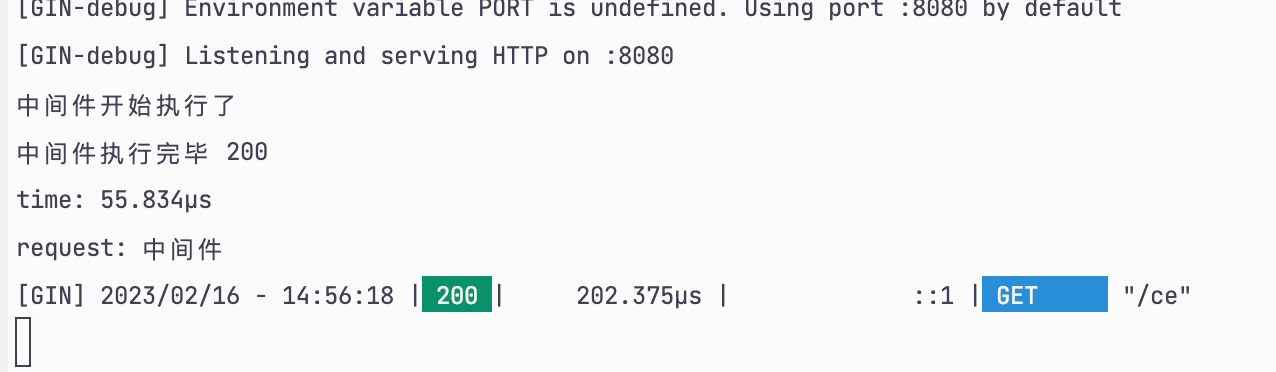 [GIN-debug] Environment variable PORT is undefined. Using port :8080 by default
[GIN-debug] Listening and serving HTTP on :8080
中间件开始执行了
中间件执行完毕 200
time: 55.834µs
request: 中间件
[GIN] 2023/02/16 - 14:56:18 | 200 |     202.375µs |             ::1 | GET      "/ce"